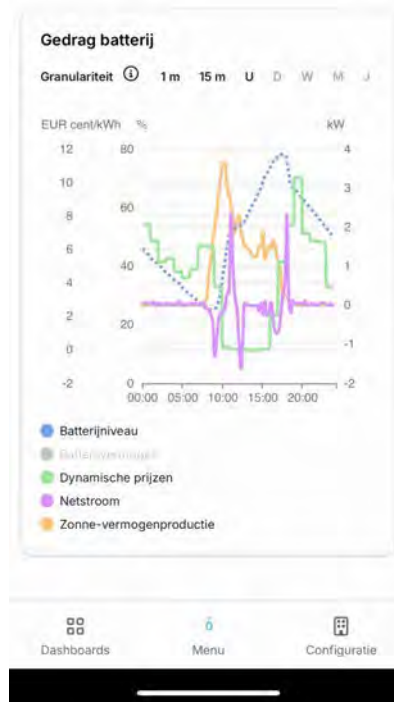 Gedrag batterij
Granulariteit 1 m 15 m U D W M J
EUR cent/kWh % kW
12 80 4
10 3
8 60 2
6 40 1
4 0
2 20
0 -1
-2 0 -2
00:00 05:00 10:00 15:00 20:00
Batterijniveau
Batterijvermogen
Dynamische prijzen
Netstroom
Zonne-vermogenproductie
Dashboards Menu Configuratie